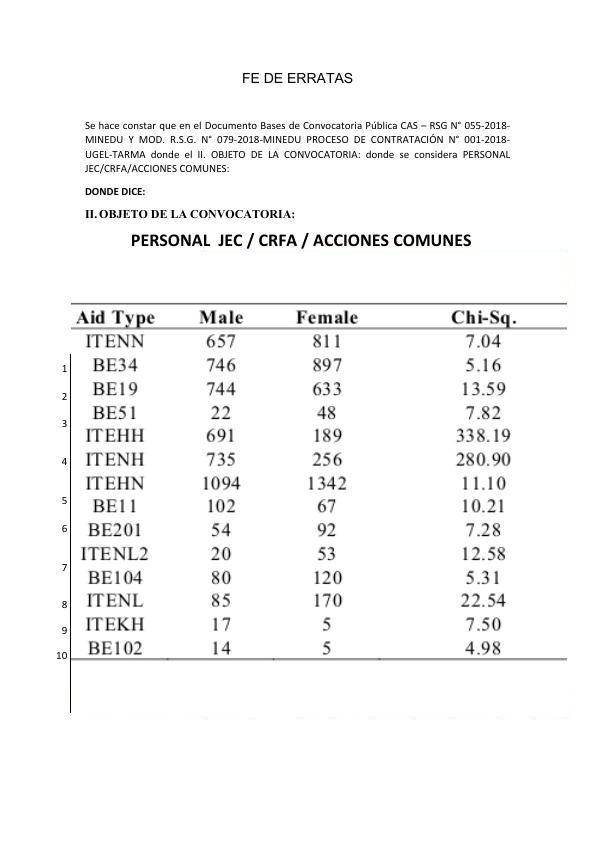 FE DE ERRATAS
Se hace constar que en el Documento Bases de Convocatoria Pública CAS – RSG N° 055-2018-
MINEDU Y MOD. R.S.G. N° 079-2018-MINEDU PROCESO DE CONTRATACIÓN N° 001-2018-
UGEL-TARMA donde el II. OBJETO DE LA CONVOCATORIA: donde se considera PERSONAL
JEC/CRFA/ACCIONES COMUNES:
DONDE DICE:
II. OBJETO DE LA CONVOCATORIA:
PERSONAL JEC / CRFA / ACCIONES COMUNES
Aid Type Male Female Chi-Sq.
ITENN 657 811 7.04
1 BE34 746 897 5.16
2 BE19 744 633 13.59
3 BE51 22 48 7.82
ITEHH 691 189 338.19
4 ITENH 735 256 280.90
ITEHN 1094 1342 11.10
5 BE11 102 67 10.21
6 BE201 54 92 7.28
ITENL2 20 53 12.58
7 BE104 80 120 5.31
8 ITENL 85 170 22.54
9 ITEKH 17 5 7.50
10 BE102 14 5 4.98